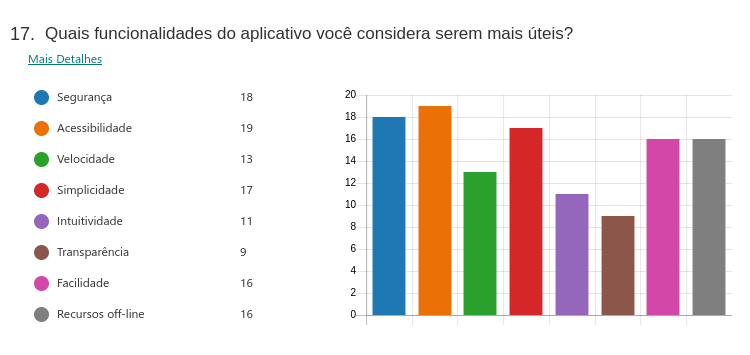 17. Quais funcionalidades do aplicativo você considera serem mais úteis?
Mais Detalhes
Segurança 18
Acessibilidade 19
Velocidade 13
Simplicidade 17
Intuitividade 11
Transparência 9
Facilidade 16
Recursos off-line 16
20
18
16
14
12
10
8
6
4
2
0